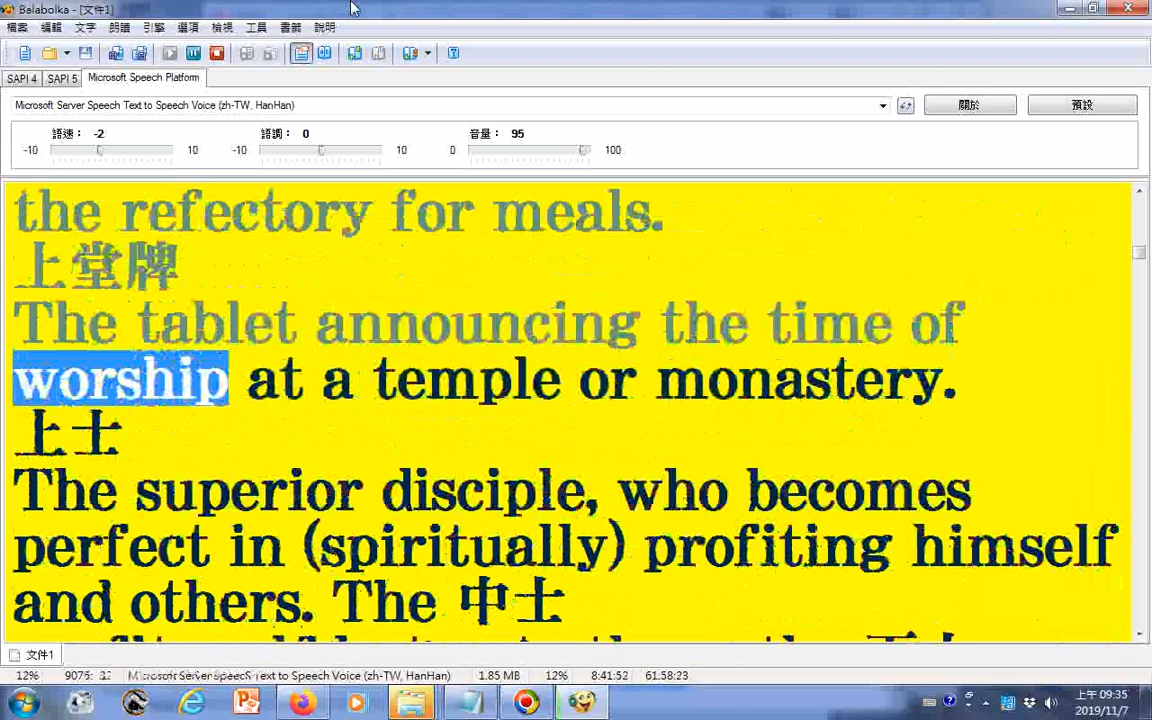 Balabolka - [文件1]
檔案 編輯 文字 朗讀 引擎 選項 檢視 工具 書籤 說明
SAPI 4 SAPI 5 Microsoft Speech Platform
Microsoft Server Speech Text to Speech Voice (zh-TW, HanHan) 關於 預設
語速： -2 語調： 0 音量： 95
-10 10 -10 10 0 100
the refectory for meals.
上堂牌
The tablet announcing the time of
worship at a temple or monastery.
上士
The superior disciple, who becomes
perfect in (spiritually) profiting himself
and others. The 中士
文件1
12% Microsoft Server Speech Text to Speech Voice (zh-TW, HanHan) 1.85 MB 12% 8:41:52 61:58:23
上午 09:35
2019/11/7